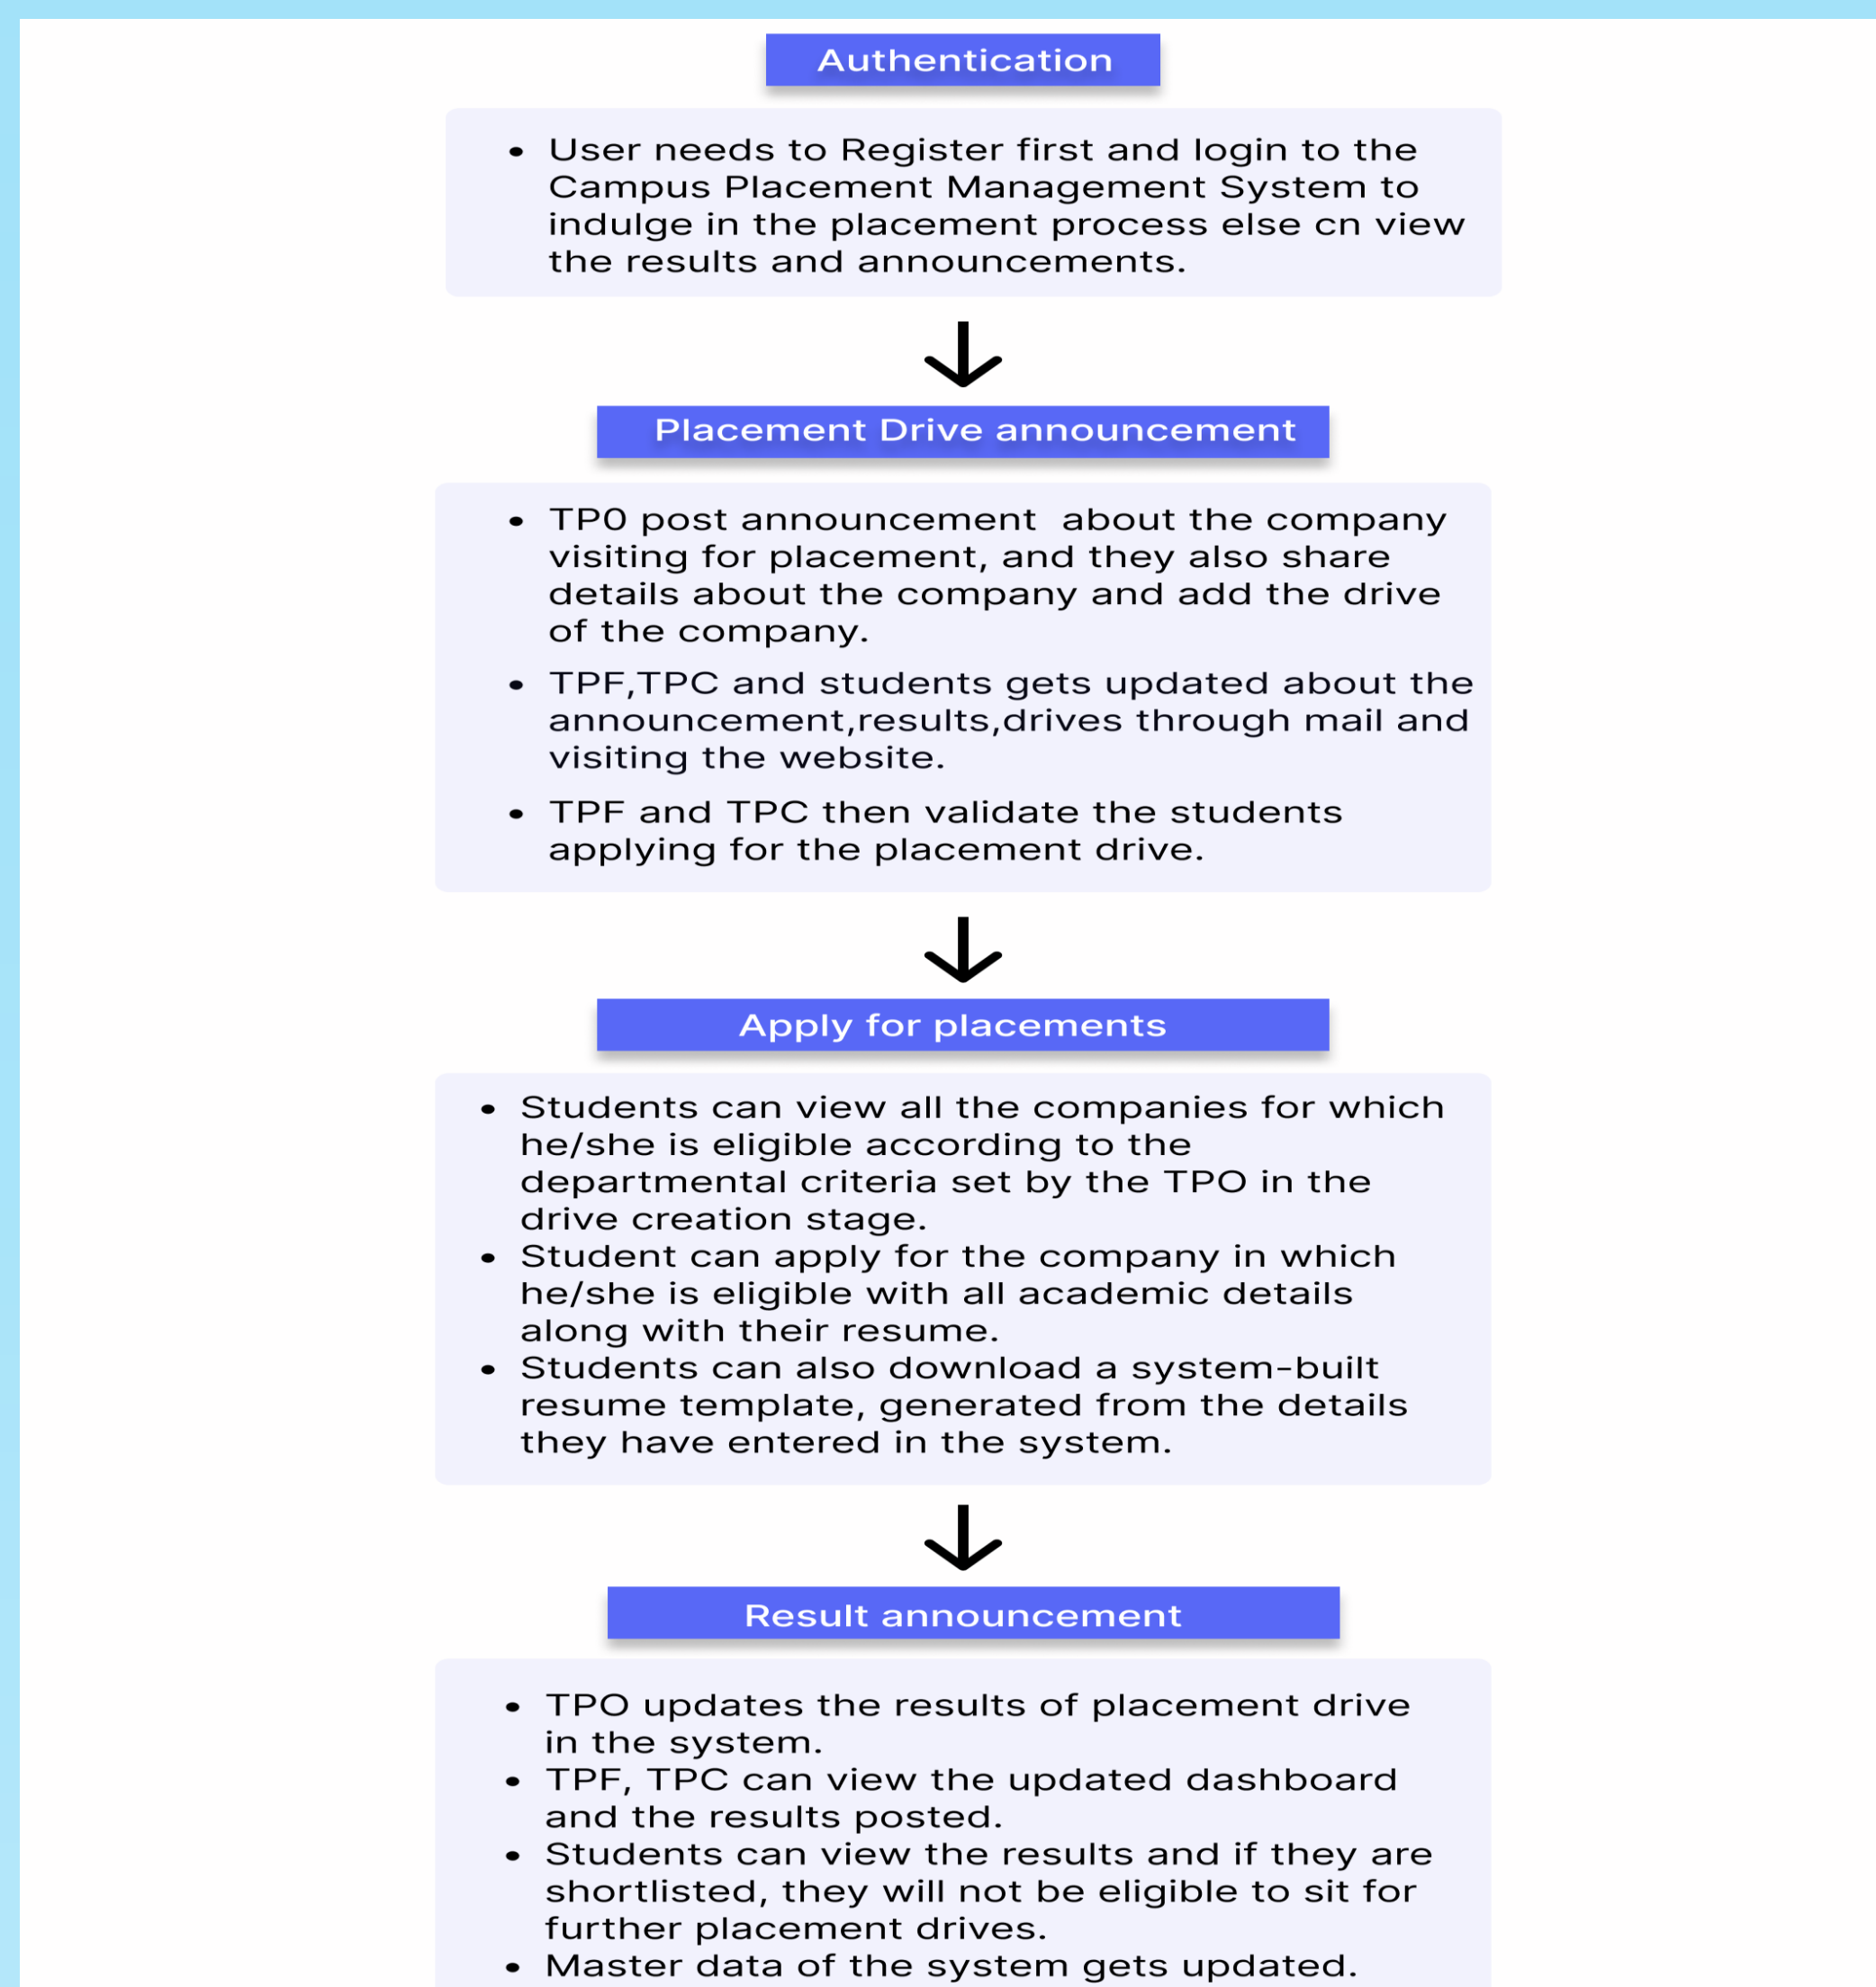 Authentication
• User needs to Register first and login to the
Campus Placement Management System to
indulge in the placement process else cn view
the results and announcements.
Placement Drive announcement
• TP0 post announcement  about the company
visiting for placement, and they also share
details about the company and add the drive
of the company.
• TPF,TPC and students gets updated about the
announcement,results,drives through mail and
visiting the website.
• TPF and TPC then validate the students
applying for the placement drive.
Apply for placements
• Students can view all the companies for which
he/she is eligible according to the
departmental criteria set by the TPO in the
drive creation stage.
• Student can apply for the company in which
he/she is eligible with all academic details
along with their resume.
• Students can also download a system-built
resume template, generated from the details
they have entered in the system.
Result announcement
• TPO updates the results of placement drive
in the system.
• TPF, TPC can view the updated dashboard
and the results posted.
• Students can view the results and if they are
shortlisted, they will not be eligible to sit for
further placement drives.
• Master data of the system gets updated.